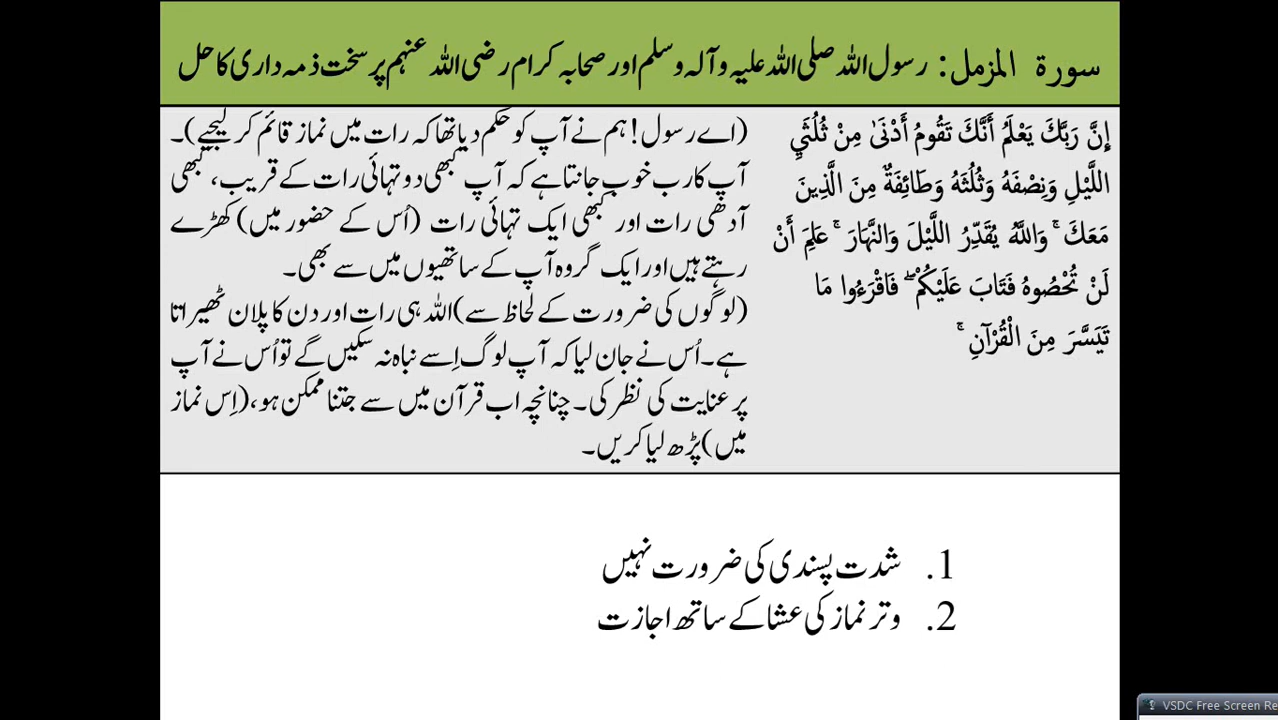 سورۃ المزمل: رسول اللہ صلی اللہ علیہ وآلہ وسلم اور صحابہ کرام رضی اللہ عنہم پر سخت ذمہ داری کا حل
إِنَّ رَبَّكَ يَعْلَمُ أَنَّكَ تَقُومُ أَدْنَىٰ مِنْ ثُلُثَيِ
اللَّيْلِ وَنِصْفَهُ وَثُلُثَهُ وَطَائِفَةٌ مِنَ الَّذِينَ
مَعَكَ ۚ وَاللَّهُ يُقَدِّرُ اللَّيْلَ وَالنَّهَارَ ۚ عَلِمَ أَنْ
لَنْ تُحْصُوهُ فَتَابَ عَلَيْكُمْ ۖ فَاقْرَءُوا مَا
تَيَسَّرَ مِنَ الْقُرْآنِ ۚ
(اے رسول! ہم نے آپ کو حکم دیا تھا کہ رات میں نماز قائم کر لیجیے)۔
آپ کا رب خوب جانتا ہے کہ آپ کبھی دو تہائی رات کے قریب، کبھی
آدھی رات اور کبھی ایک تہائی رات (اُس کے حضور میں) کھڑے
رہتے ہیں اور ایک گروہ آپ کے ساتھیوں میں سے بھی۔
(لوگوں کی ضرورت کے لحاظ سے) اللہ ہی رات اور دن کا پلان ٹھیراتا
ہے۔ اُس نے جان لیا کہ آپ لوگ اِسے نباہ نہ سکیں گے تو اُس نے آپ
پر عنایت کی نظر کی۔ چنانچہ اب قرآن میں سے جتنا ممکن ہو، (اِس نماز
میں) پڑھ لیا کریں۔
1. شدت پسندی کی ضرورت نہیں
2. وتر نماز کی عشا کے ساتھ اجازت
VSDC Free Screen Re